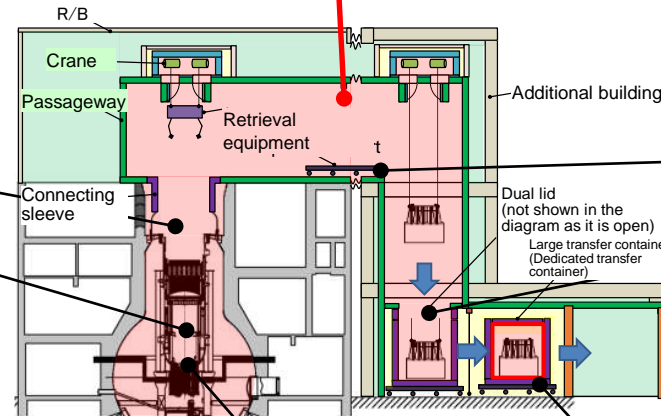 R/B
Crane
Passageway
Retrieval
equipment
t
Additional building
Connecting
sleeve
Dual lid
(not shown in the
diagram as it is open)
Large transfer containe
(Dedicated transfer
container)